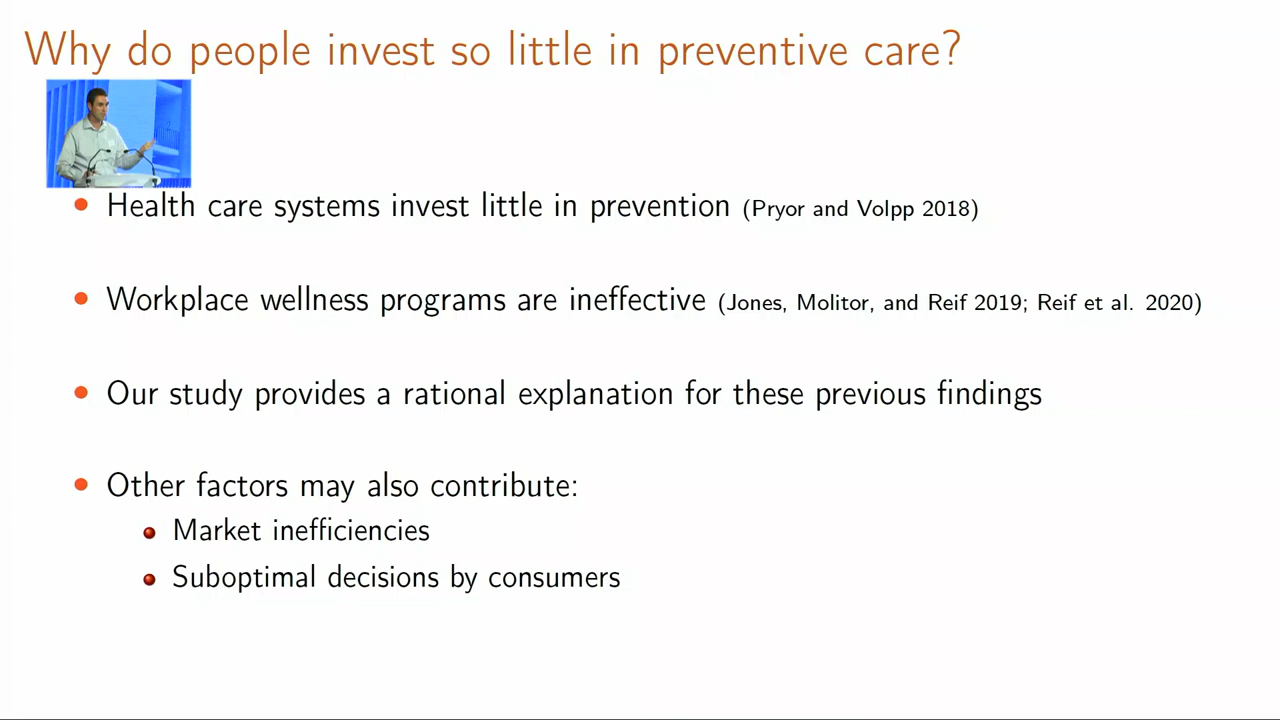 Why do people invest so little in preventive care?
Health care systems invest little in prevention (Pryor and Volpp 2018)
Workplace wellness programs are ineffective (Jones, Molitor, and Reif 2019; Reif et al. 2020)
Our study provides a rational explanation for these previous findings
Other factors may also contribute:
Market inefficiencies
Suboptimal decisions by consumers